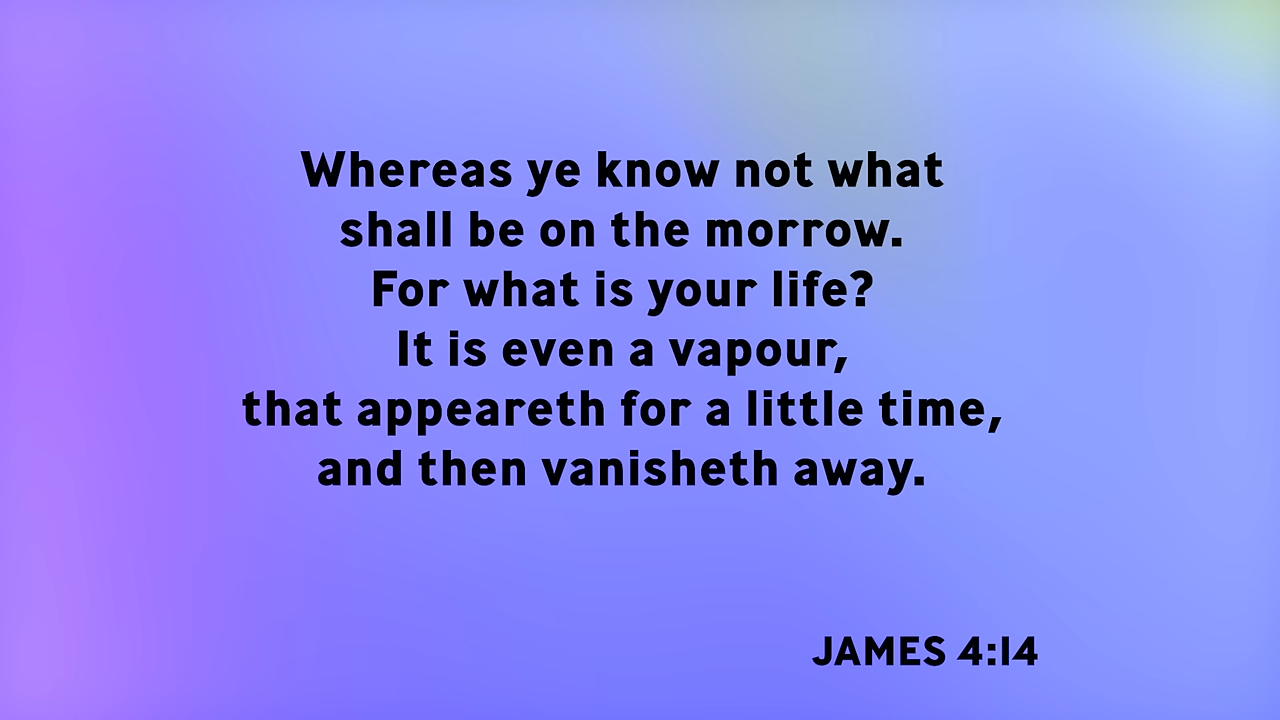 Whereas ye know not what
shall be on the morrow.
For what is your life?
It is even a vapour,
that appeareth for a little time,
and then vanisheth away.
JAMES 4:14